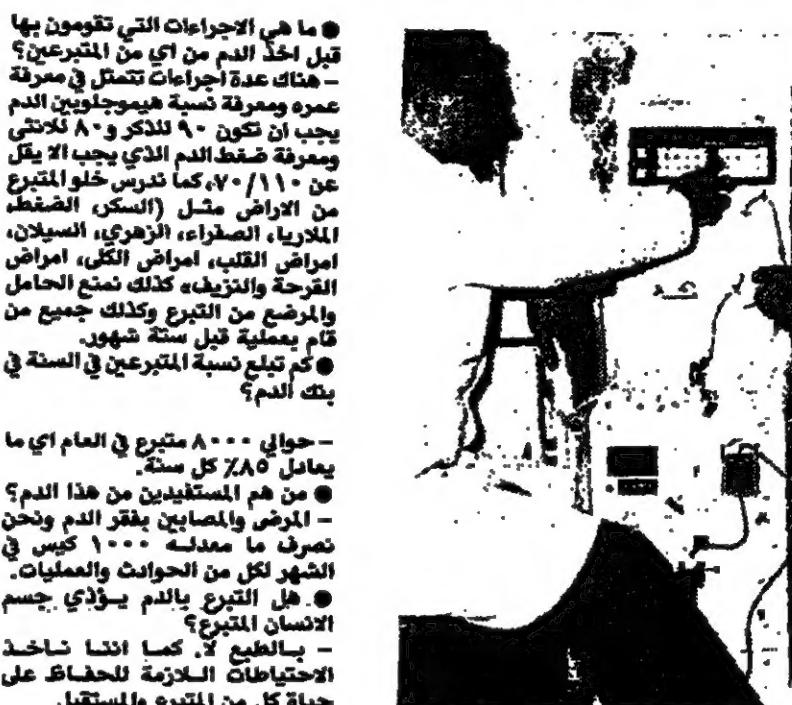 ● ما هي الاجراءات التي تقومون بها
قبل اخذ الدم من اي من المتبرعين؟
– هناك عدة اجراءات تتمثل في معرفة
عمره ومعرفة نسبة هيموجلوبين الدم
يجب ان تكون ٩٠ للذكر و٨٠ للانثى
ومعرفة ضغط الدم الذي يجب الا يقل
عن ٧٠/١١٠، كما ندرس خلو المتبرع
من الاراض مثل (السكر، الضغط،
الملاريا، الصفراء، الزهري، السيلان،
امراض القلب، امراض الكلى، امراض
القرحة والنزيف» كذلك نمنع الحامل
والمرضع من التبرع وكذلك جميع من
قام بعملية قبل ستة شهور.
● كم تبلغ نسبة المتبرعين في السنة في
بنك الدم؟
– حوالي ٨٠٠٠ متبرع في العام اي ما
يعادل ٨٥٪ كل سنة.
● من هم المستفيدين من هذا الدم؟
– المرضى والمصابين بفقر الدم ونحن
نصرف ما معدله ١٠٠٠ كيس في
الشهر لكل من الحوادث والعمليات.
● هل التبرع بالدم يؤذي جسم
الانسان المتبرع؟
– بالطبع لا. كما اننا ناخذ
الاحتياطات اللازمة للحفاظ على
حياة كل من المتبرع والمستقبل